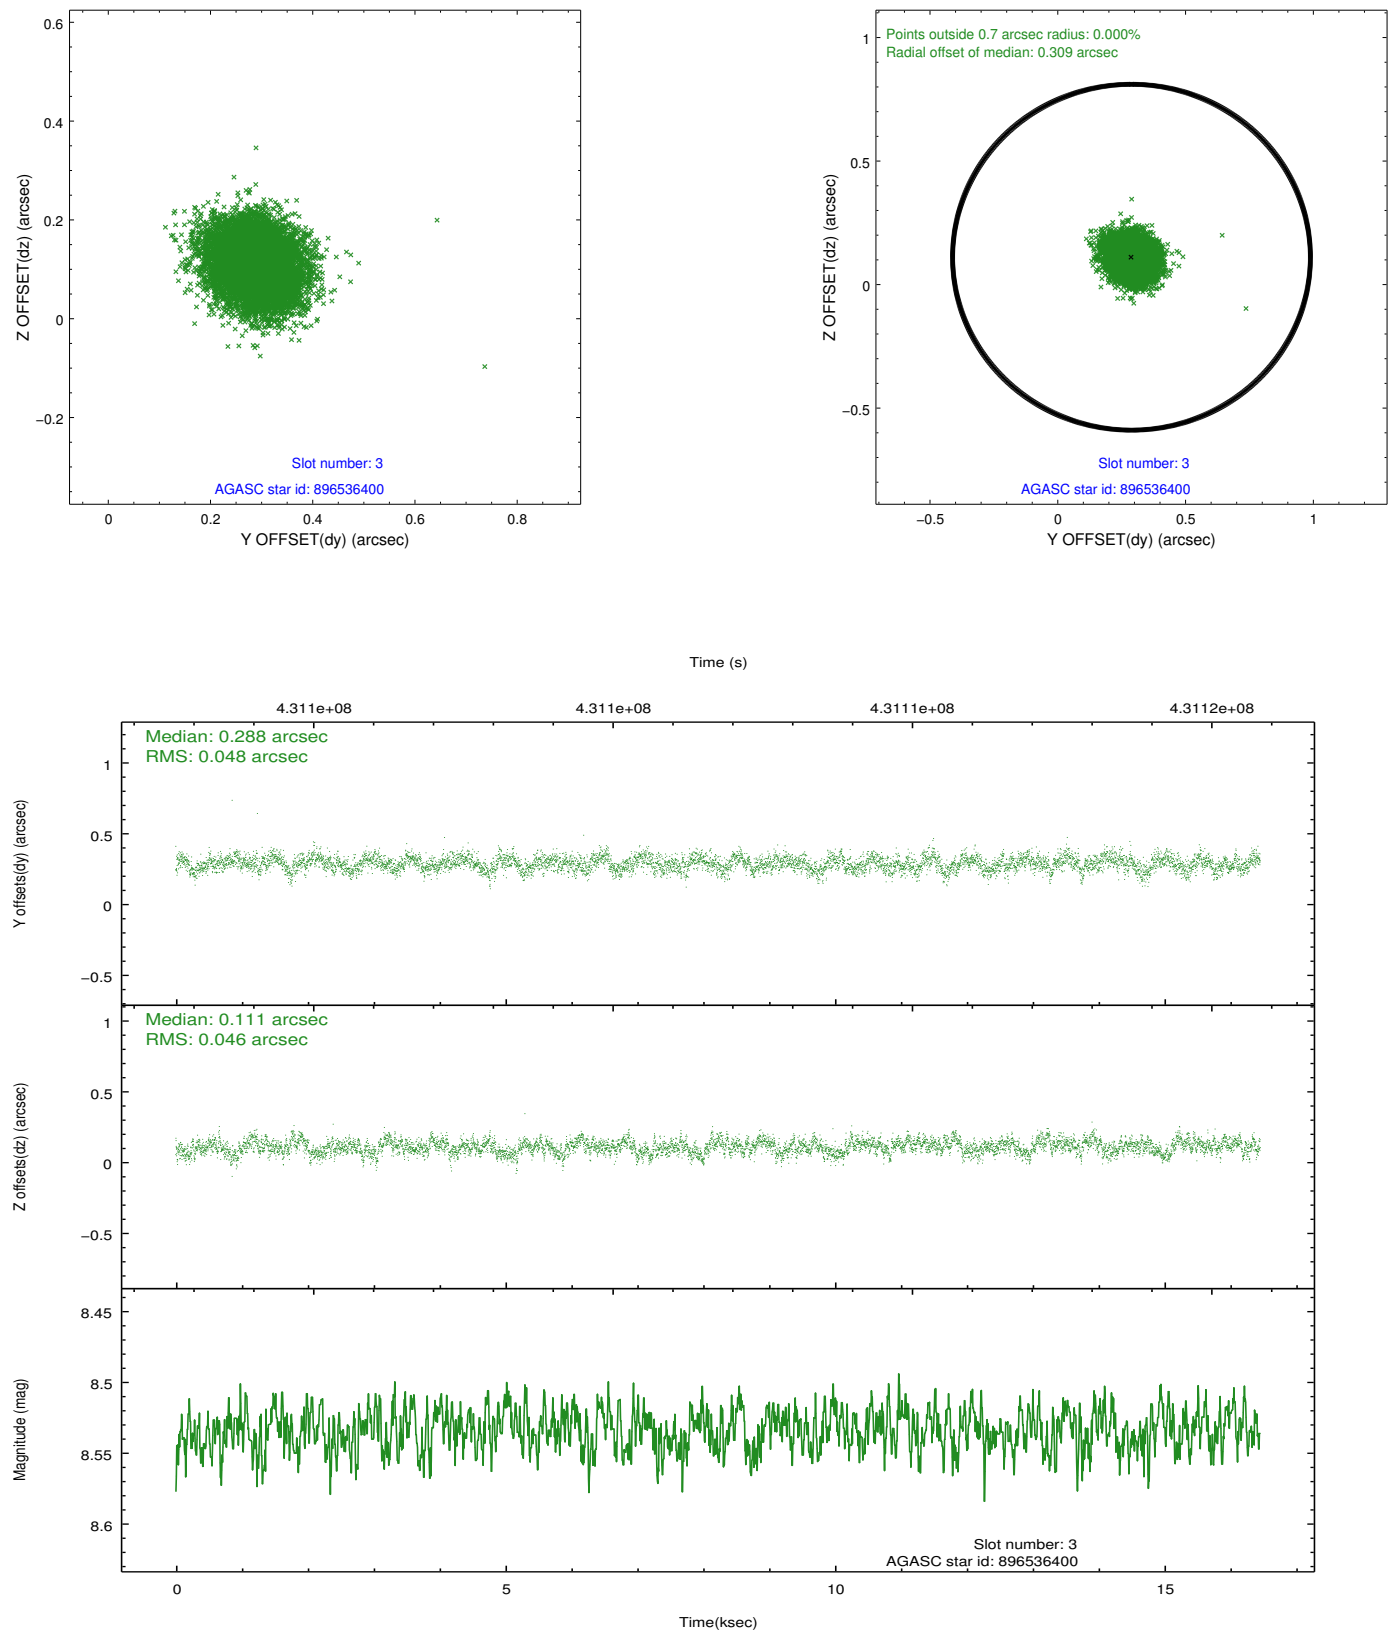 0.6
0.4
0.2
0
−0.2
Z OFFSET(dz) (arcsec)
Slot number: 3
AGASC star id: 896536400
0
0.2
0.4
0.6
0.8
Y OFFSET(dy) (arcsec)
Points outside 0.7 arcsec radius: 0.000%
Radial offset of median: 0.309 arcsec
1
0.5
0
−0.5
Z OFFSET(dz) (arcsec)
Slot number: 3
AGASC star id: 896536400
−0.5
0
0.5
1
Y OFFSET(dy) (arcsec)
Time (s)
4.311e+08
4.311e+08
4.3111e+08
4.3112e+08
Median: 0.288 arcsec
RMS: 0.048 arcsec
1
0.5
0
−0.5
Y offsets(dy) (arcsec)
Median: 0.111 arcsec
RMS: 0.046 arcsec
1
0.5
0
−0.5
Z offsets(dz) (arcsec)
8.45
8.5
8.55
8.6
Magnitude (mag)
Slot number: 3
AGASC star id: 896536400
0
5
10
15
Time(ksec)